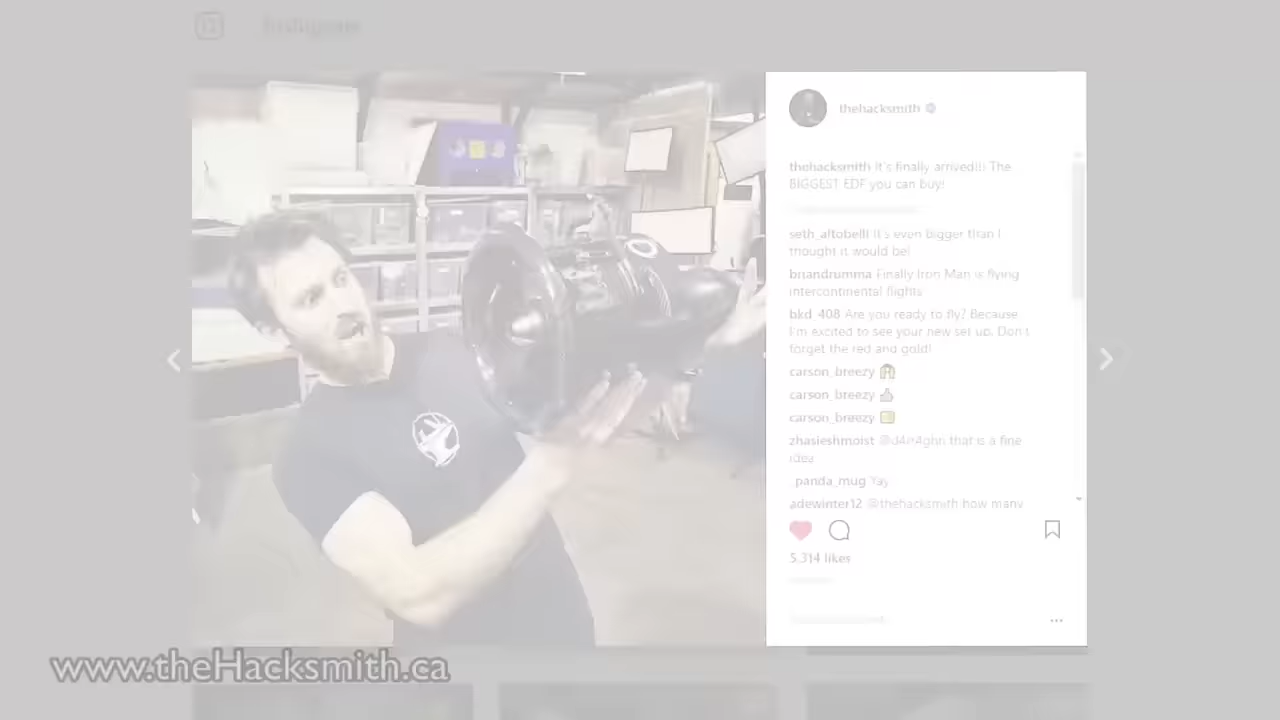 thehacksmith
thehacksmith It's finally arrived!!! The
BIGGEST EDF you can buy!
seth_altobelli It's even bigger than I
thought it would be!
briandrumma Finally Iron Man is flying
intercontinental flights
bkd_408 Are you ready to fly? Because
I'm excited to see your new set up. Don't
forget the red and gold!
carson_breezy
carson_breezy
carson_breezy
zhasieshmoist that is a fine
idea
_panda_mug Yay
adewinter12 @thehacksmith how many
5,314 likes
www.theHacksmith.ca